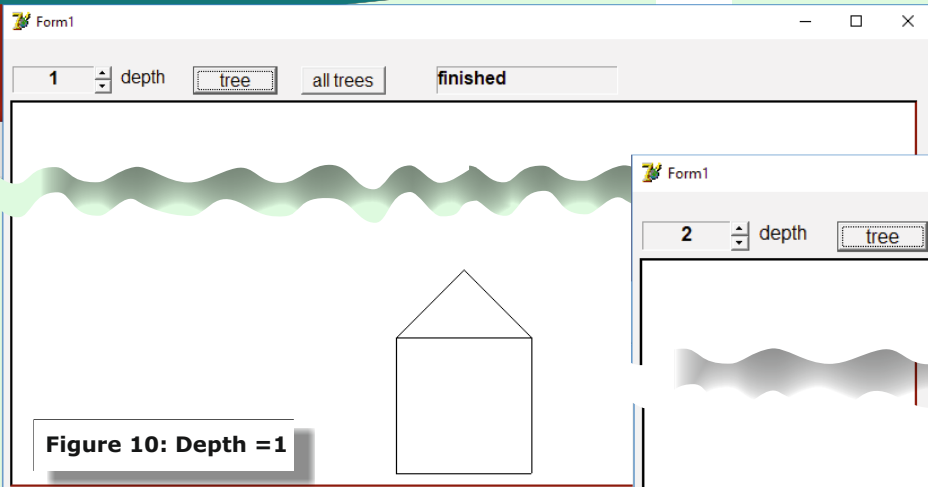 Form1
1 depth tree all trees finished
Form1
2 depth tree
Figure 10: Depth =1